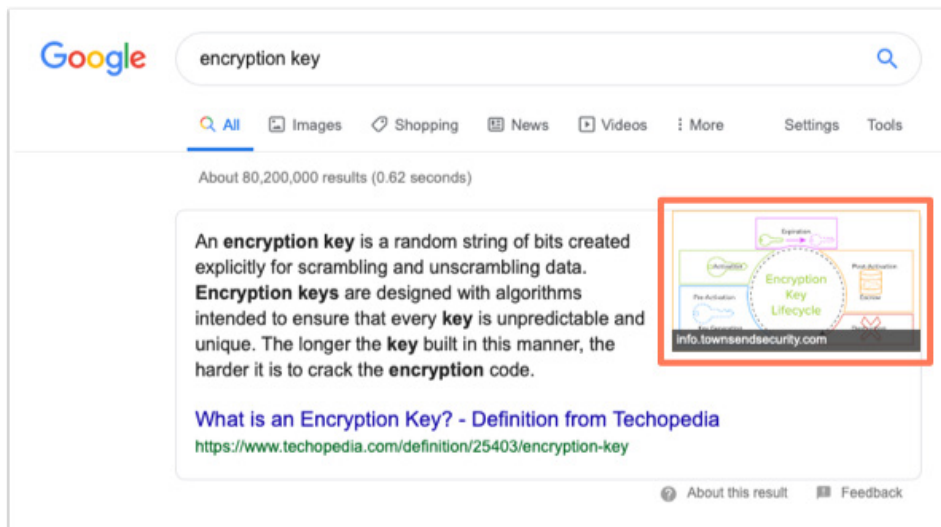 Google
encryption key
All Images Shopping News Videos More Settings Tools
About 80,200,000 results (0.62 seconds)
An encryption key is a random string of bits created
explicitly for scrambling and unscrambling data.
Encryption keys are designed with algorithms
intended to ensure that every key is unpredictable and
unique. The longer the key built in this manner, the
harder it is to crack the encryption code.
Expiration
Activation
Post-Activation
Encryption
Key
Lifecycle
Pre-Activation
Escrow
info.townsendsecurity.com
What is an Encryption Key? - Definition from Techopedia
https://www.techopedia.com/definition/25403/encryption-key
About this result Feedback